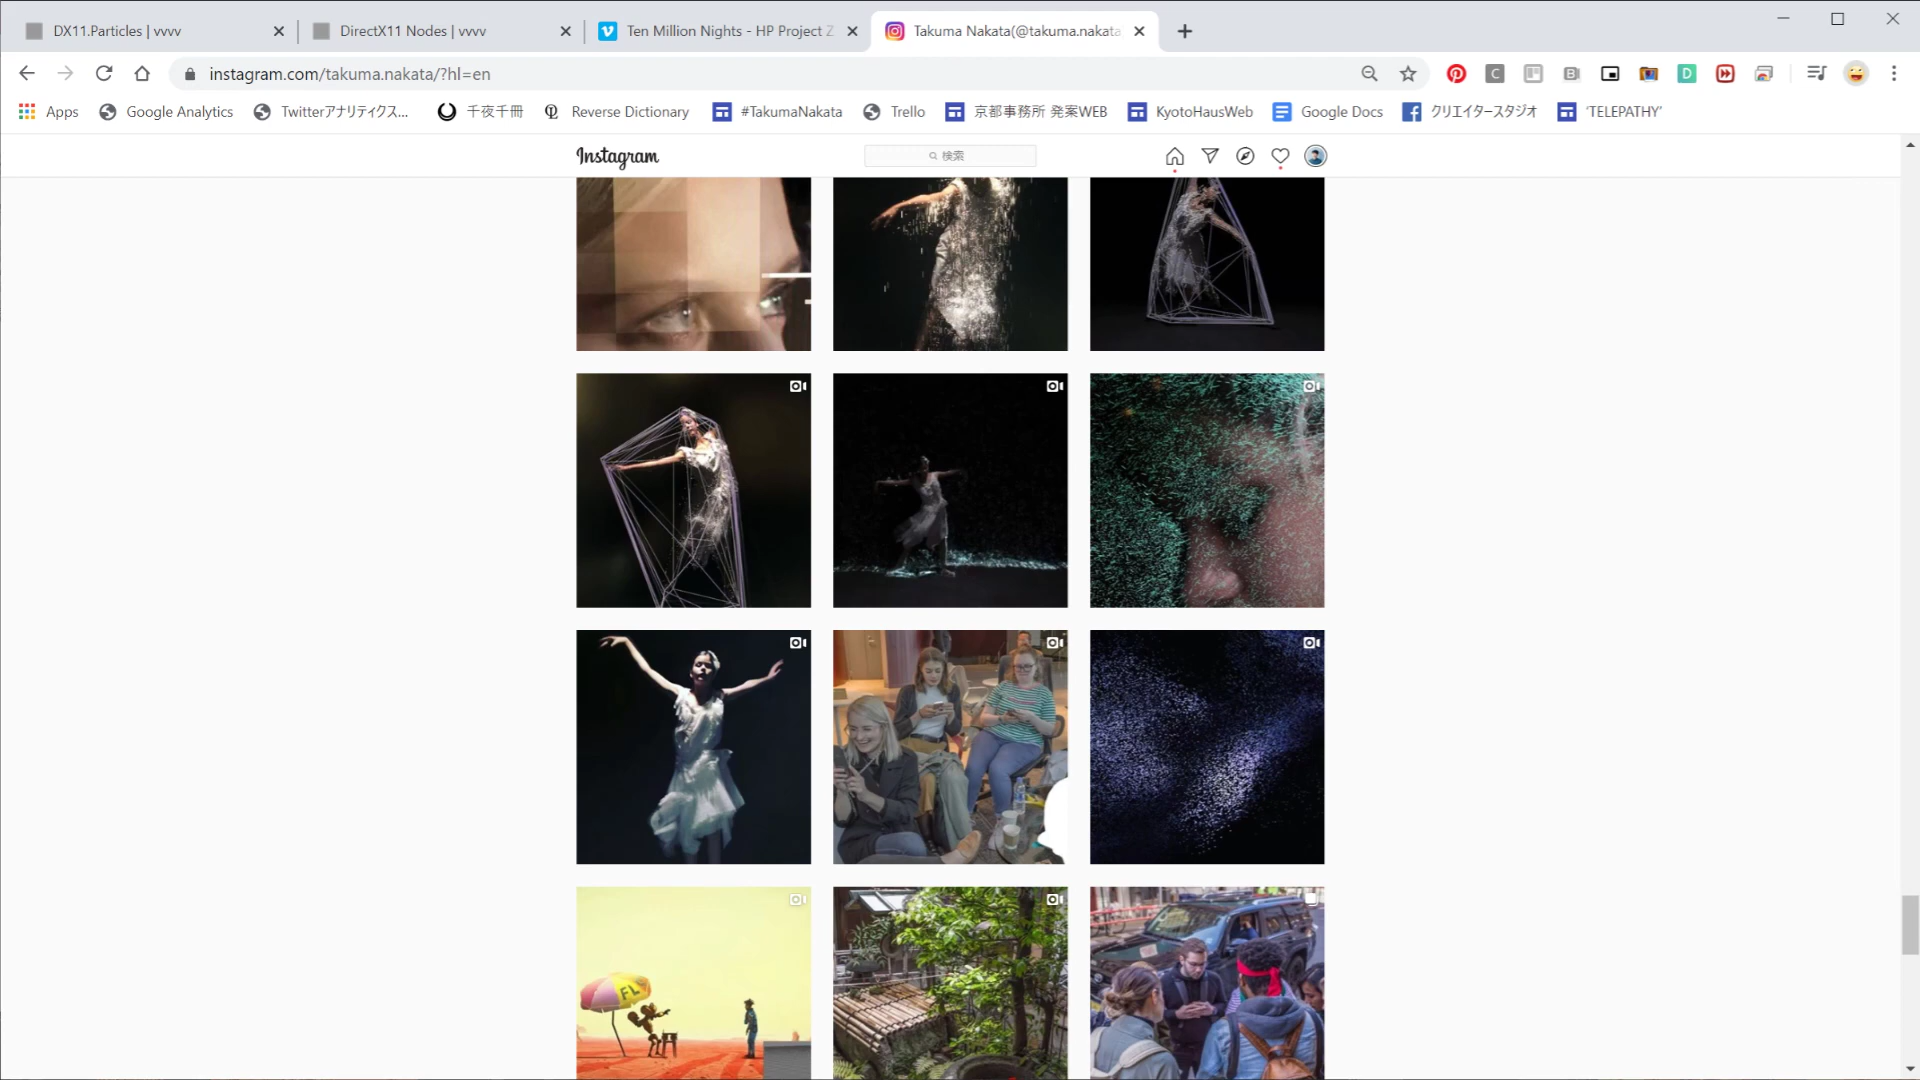 DX11.Particles | vvvv
DirectX11 Nodes | vvvv
Ten Million Nights - HP Project Z
Takuma Nakata(@takuma.nakata
instagram.com/takuma.nakata/?hl=en
Apps
Google Analytics
Twitterアナリティクス...
千夜千冊
Reverse Dictionary
#TakumaNakata
Trello
京都事務所 発案WEB
KyotoHausWeb
Google Docs
クリエイタースタジオ
'TELEPATHY'
Instagram
検索
FL